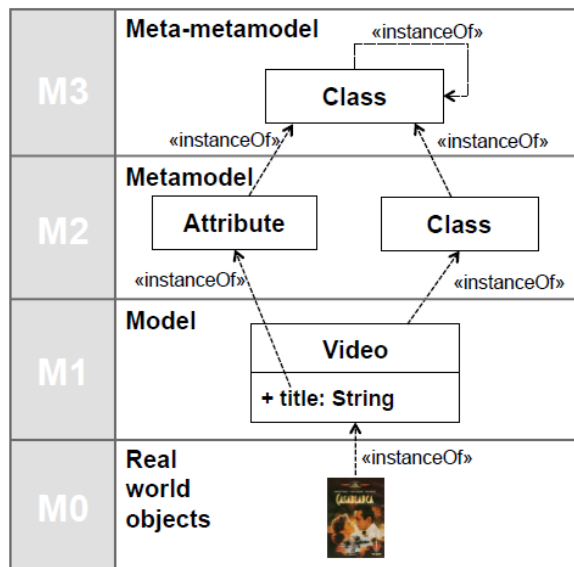 M3
Meta-metamodel
«instanceOf»
Class
«instanceOf»
«instanceOf»
M2
Metamodel
Attribute
Class
«instanceOf»
«instanceOf»
M1
Model
Video
+ title: String
M0
Real
world
objects
«instanceOf»
CASABLANCA